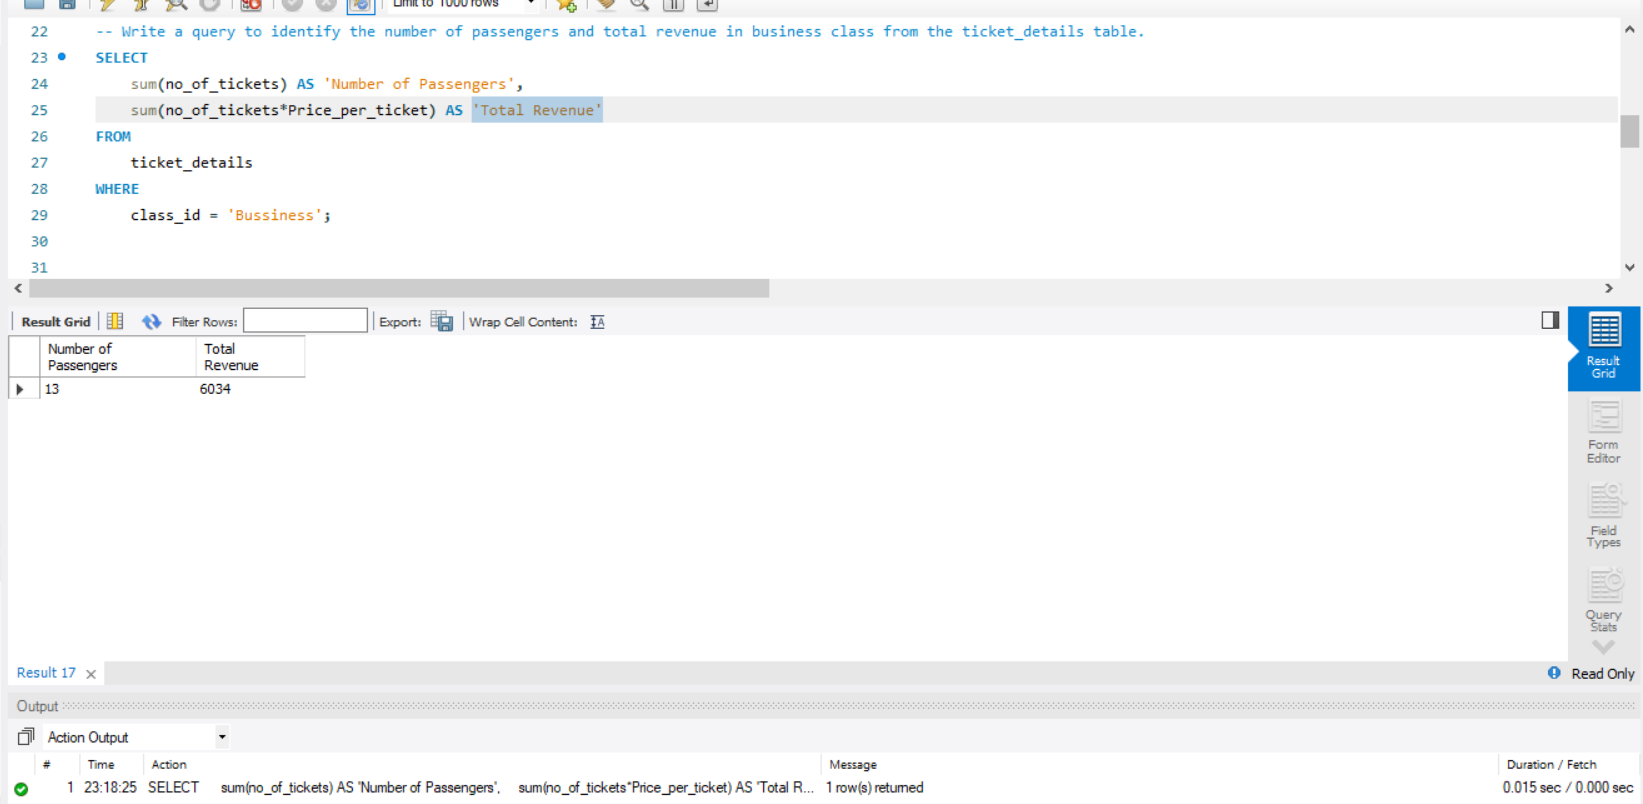 Limit to 1000 rows
22 -- Write a query to identify the number of passengers and total revenue in business class from the ticket_details table.
23 SELECT
24 sum(no_of_tickets) AS 'Number of Passengers',
25 sum(no_of_tickets*Price_per_ticket) AS 'Total Revenue'
26 FROM
27 ticket_details
28 WHERE
29 class_id = 'Bussiness';
30
31
Result Grid Filter Rows: Export: Wrap Cell Content:
Number of Passengers Total Revenue
13 6034
Result Grid
Form Editor
Field Types
Query Stats
Result 17 Read Only
Output
Action Output
# Time Action Message Duration / Fetch
1 23:18:25 SELECT sum(no_of_tickets) AS 'Number of Passengers', sum(no_of_tickets*Price_per_ticket) AS 'Total R... 1 row(s) returned 0.015 sec / 0.000 sec